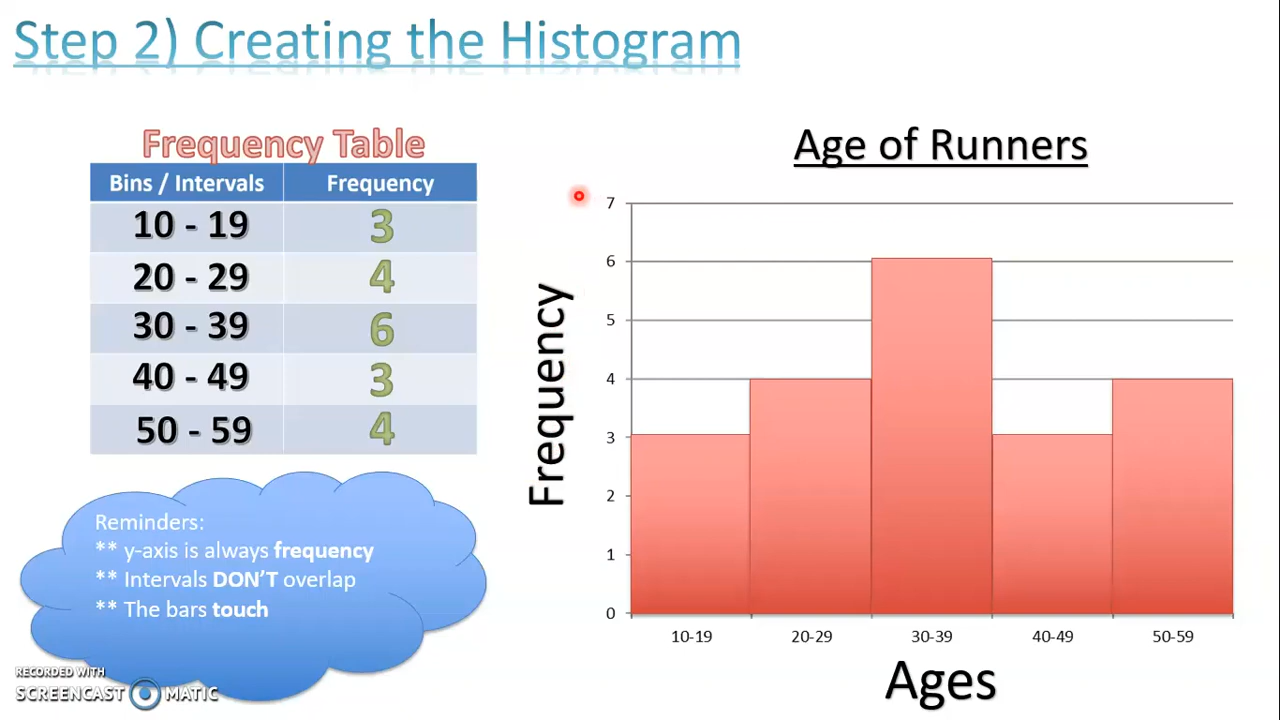 Step 2) Creating the Histogram
Frequency Table
Bins / Intervals Frequency
10 - 19 3
20 - 29 4
30 - 39 6
40 - 49 3
50 - 59 4
Reminders:
** y-axis is always frequency
** Intervals DON'T overlap
** The bars touch
RECORDED WITH
SCREENCAST MATIC
Age of Runners
Frequency
7
6
5
4
3
2
1
0
10-19 20-29 30-39 40-49 50-59
Ages